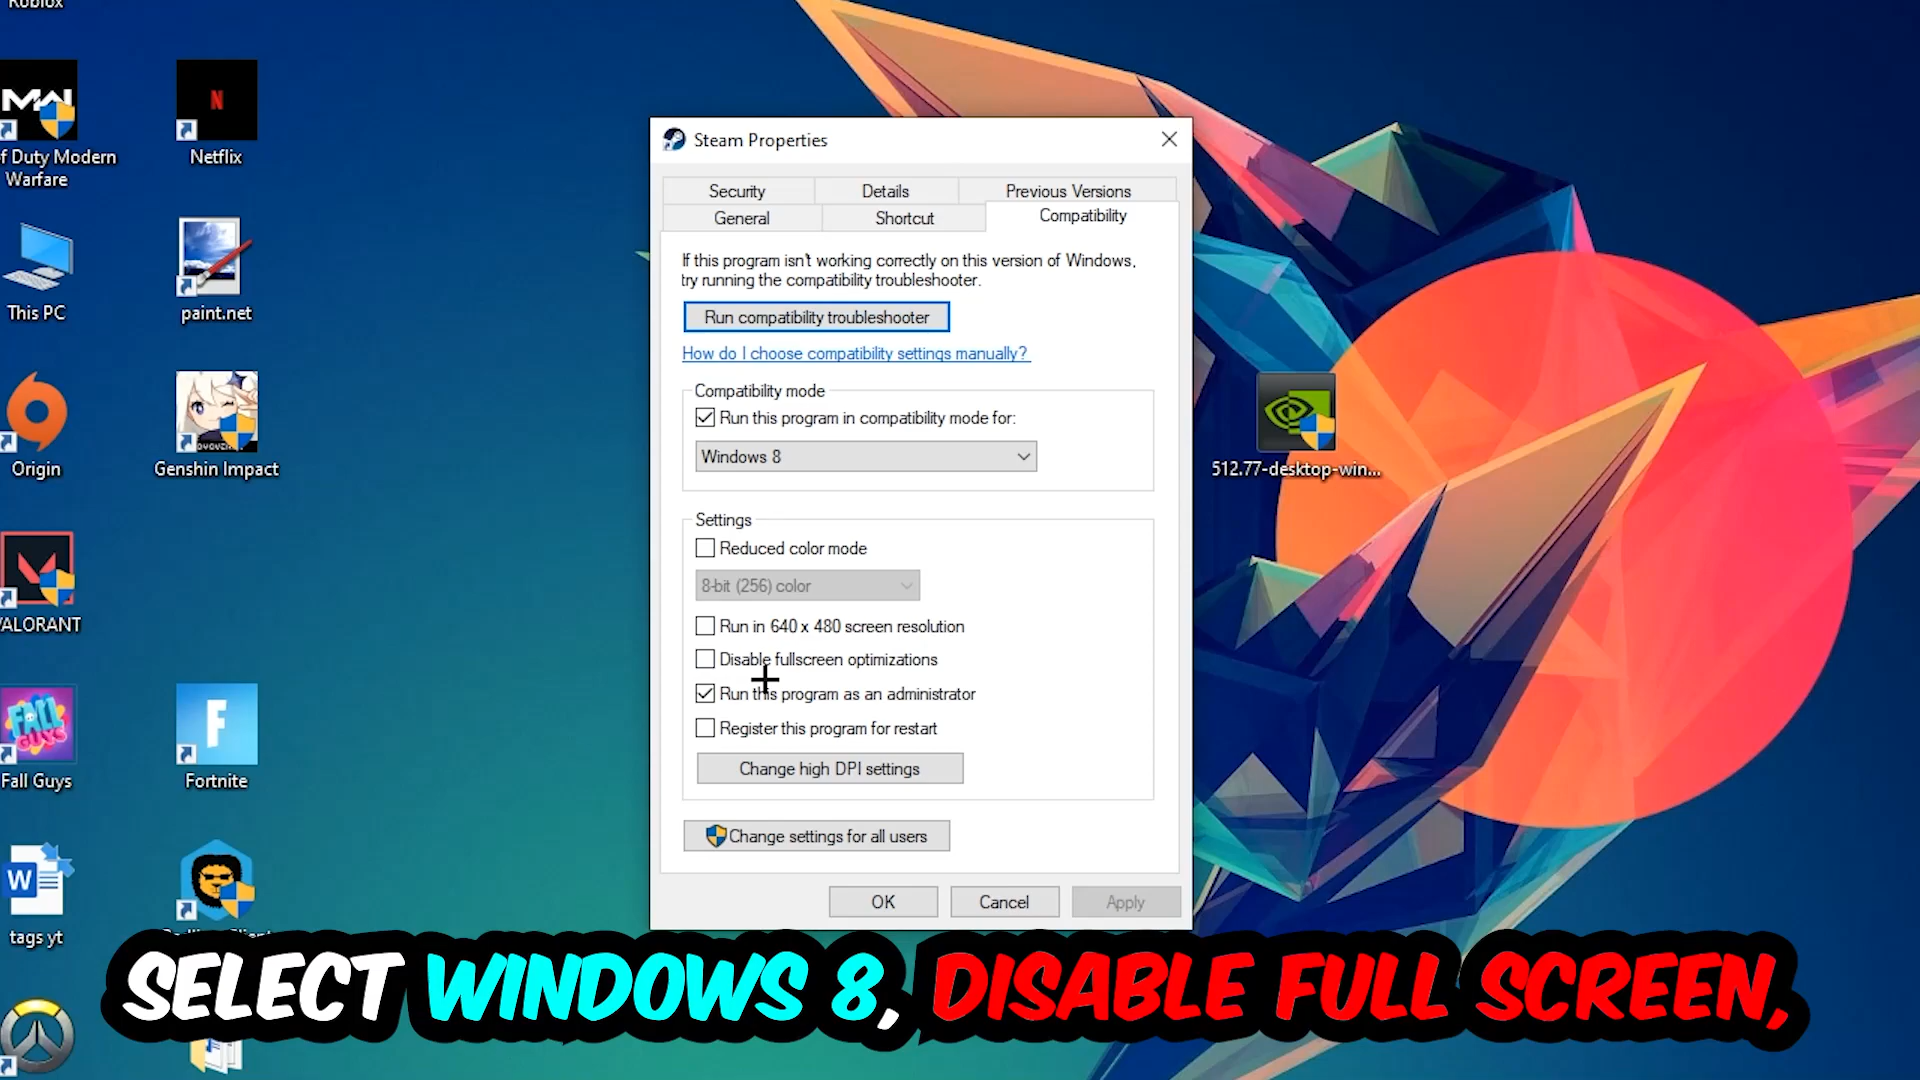 Roblox
MW
N
f Duty Modern
Warfare
Netflix
Steam Properties
Security
Details
Previous Versions
General
Shortcut
Compatibility
If this program isn't working correctly on this version of Windows,
try running the compatibility troubleshooter.
This PC
paint.net
Run compatibility troubleshooter
How do I choose compatibility settings manually?
Compatibility mode
Run this program in compatibility mode for:
Windows 8
Origin
Genshin Impact
512.77-desktop-win...
Settings
Reduced color mode
8-bit (256) color
Run in 640 x 480 screen resolution
Disable fullscreen optimizations
Run this program as an administrator
Register this program for restart
Change high DPI settings
VALORANT
FALL
GUYS
F
Fall Guys
Fortnite
Change settings for all users
OK
Cancel
Apply
W
tags yt
SELECT WINDOWS 8, DISABLE FULL SCREEN,